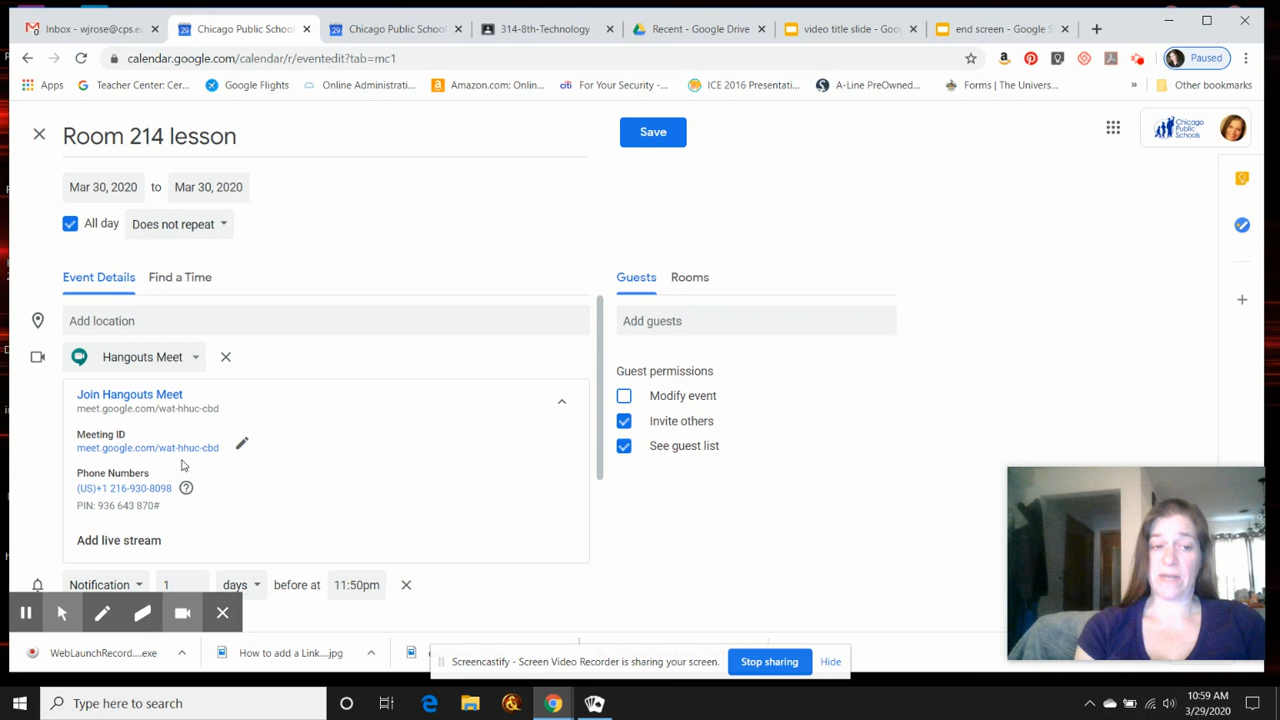 Inbox - wjrose@cps.es
Chicago Public School
Chicago Public Schools
314-8th-Technology
Recent - Google Drive
video title slide - Goo
end screen - Google S
calendar.google.com/calendar/r/eventedit?tab=mc1
Paused
Apps
Teacher Center: Cer...
Google Flights
Online Administrati...
Amazon.com: Onlin...
citi
For Your Security -...
ICE 2016 Presentati...
A-Line PreOwned...
Forms | The Univers...
»
Other bookmarks
Room 214 lesson
Save
Chicago
Public
Schools
Mar 30, 2020 to Mar 30, 2020
All day Does not repeat
Event Details Find a Time
Guests Rooms
Add location
Add guests
Hangouts Meet
Guest permissions
Join Hangouts Meet
meet.google.com/wat-hhuc-cbd
Modify event
Meeting ID
meet.google.com/wat-hhuc-cbd
Invite others
See guest list
Phone Numbers
(US)+1 216-930-8098
PIN: 936 643 870#
Add live stream
Notification 1 days before at 11:50pm
WebLaunchRecord....exe
How to add a Link....jpg
Screencastify - Screen Video Recorder is sharing your screen.
Stop sharing
Hide
Type here to search
10:59 AM
3/29/2020